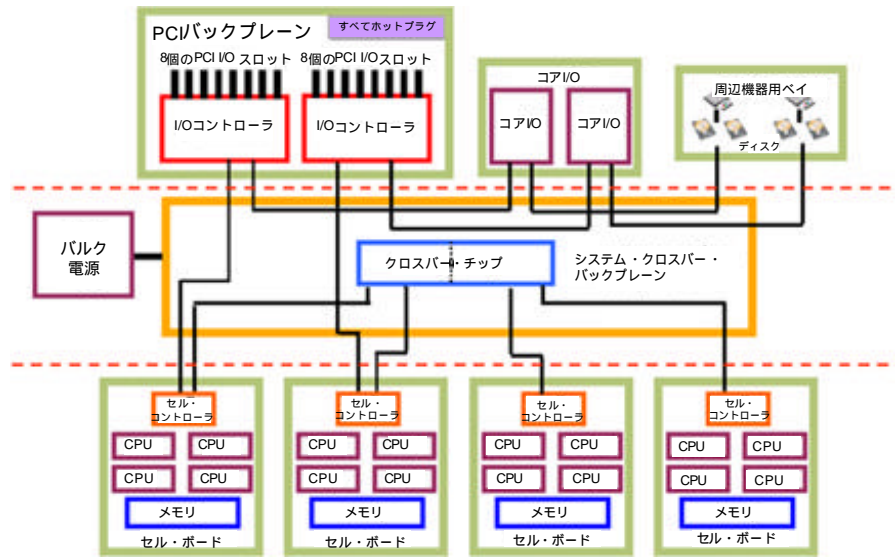 PCIバックプレーン
すべてホットプラグ
8個のPCI I/O スロット
8個のPCI I/Oスロット
I/Oコントローラ
I/Oコントローラ
コアI/O
コアI/O
コアI/O
周辺機器用ベイ
ディスク
バルク
電源
クロスバー・チップ
システム・クロスバー・
バックプレーン
セル・
コントローラ
CPU
CPU
CPU
CPU
メモリ
セル・ボード
セル・
コントローラ
CPU
CPU
CPU
CPU
メモリ
セル・ボード
セル・
コントローラ
CPU
CPU
CPU
CPU
メモリ
セル・ボード
セル・
コントローラ
CPU
CPU
CPU
CPU
メモリ
セル・ボード